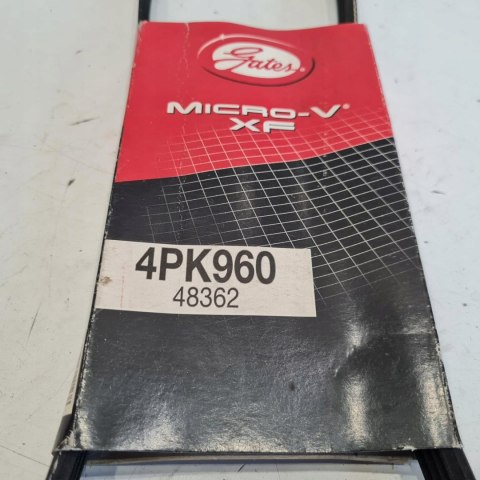 Gates
MICRO-V®
XF
4PK960
48362